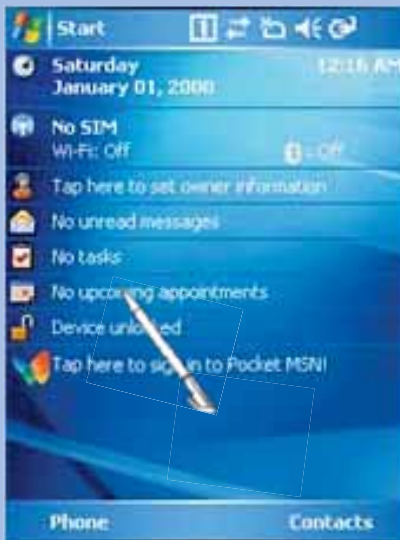 Start
Saturday 12:16 AM
January 01, 2000
No SIM
Wi-Fi: Off : Off
Tap here to set owner information
No unread messages
No tasks
No upcoming appointments
Device unlocked
Tap here to sign in to Pocket MSN!
Phone Contacts